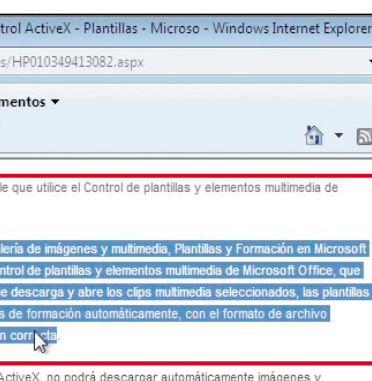 trol ActiveX - Plantillas - Microso - Windows Internet Explorer
s/HP010349413082.aspx
mentos
le que utilice el Control de plantillas y elementos multimedia de
lería de imágenes y multimedia, Plantillas y Formación en Microsoft
ntrol de plantillas y elementos multimedia de Microsoft Office, que
e descarga y abre los clips multimedia seleccionados, las plantillas
s de formación automáticamente, con el formato de archivo
n correcta.
ActiveX, no podrá descargar automáticamente imágenes y